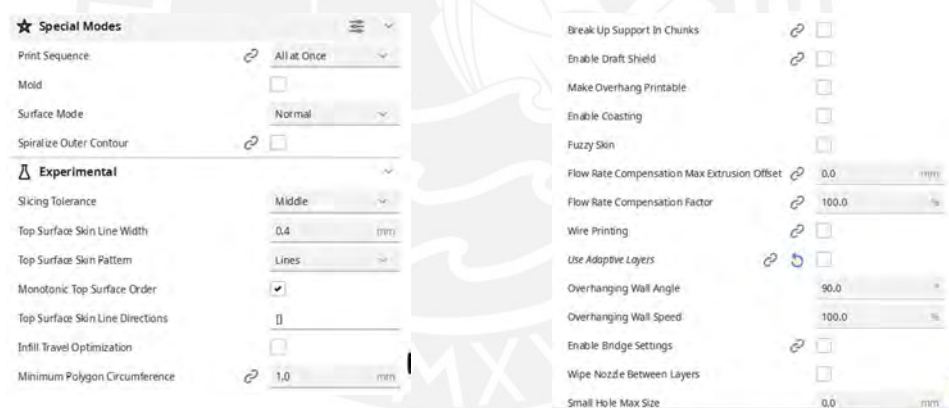 Special Modes
Print Sequence All at Once
Mold
Surface Mode Normal
Spiralize Outer Contour
Experimental
Slicing Tolerance Middle
Top Surface Skin Line Width 0.4 mm
Top Surface Skin Pattern Lines
Monotonic Top Surface Order
Top Surface Skin Line Directions []
Infill Travel Optimization
Minimum Polygon Circumference 1.0 mm
Break Up Support In Chunks
Enable Draft Shield
Make Overhang Printable
Enable Coasting
Fuzzy Skin
Flow Rate Compensation Max Extrusion Offset 0.0 mm
Flow Rate Compensation Factor 100.0 %
Wire Printing
Use Adaptive Layers
Overhanging Wall Angle 90.0 °
Overhanging Wall Speed 100.0 %
Enable Bridge Settings
Wipe Nozzle Between Layers
Small Hole Max Size 0.0 mm
MXV